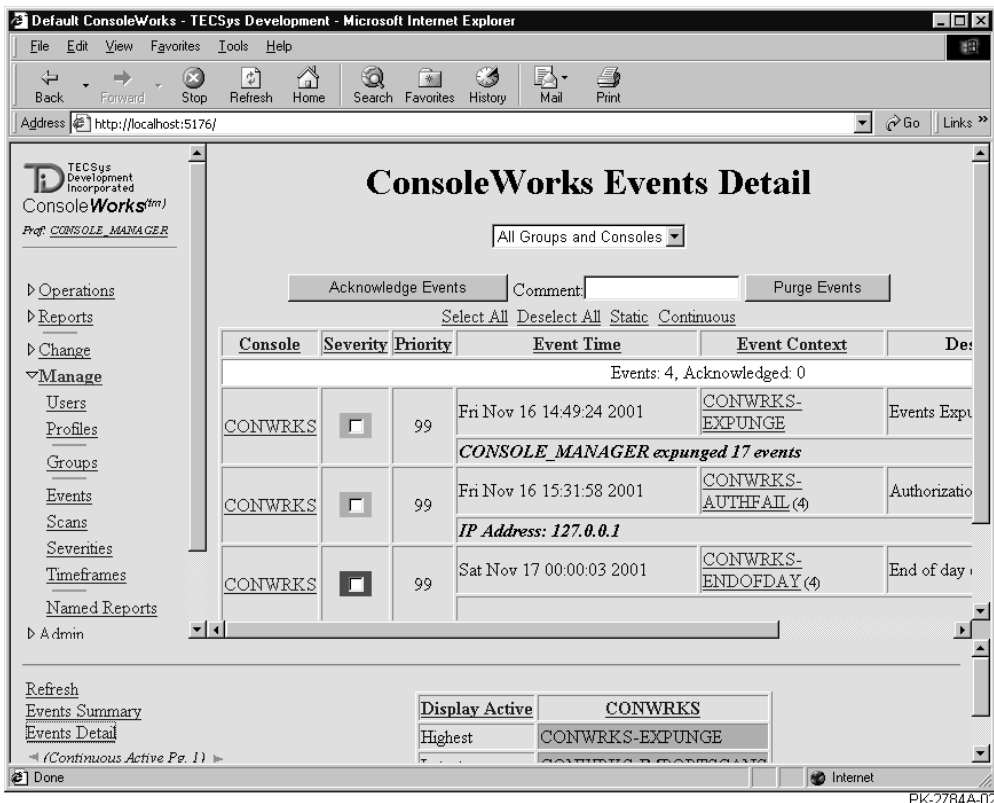 Default ConsoleWorks - TECSys Development - Microsoft Internet Explorer
File Edit View Favorites Tools Help
Back Forward Stop Refresh Home Search Favorites History Mail Print
Address http://localhost:5176/ Go Links »
TECSys
Development
Incorporated
ConsoleWorks(tm)
Prof: CONSOLE_MANAGER
Operations
Reports
Change
Manage
Users
Profiles
Groups
Events
Scans
Severities
Timeframes
Named Reports
Admin
ConsoleWorks Events Detail
All Groups and Consoles
Acknowledge Events Comment: Purge Events
Select All Deselect All Static Continuous
Console Severity Priority Event Time Event Context Des
Events: 4, Acknowledged: 0
CONWRKS 99 Fri Nov 16 14:49:24 2001 CONWRKS-EXPUNGE Events Expu
CONSOLE_MANAGER expunged 17 events
CONWRKS 99 Fri Nov 16 15:31:58 2001 CONWRKS-AUTHFAIL (4) Authorizatio
IP Address: 127.0.0.1
CONWRKS 99 Sat Nov 17 00:00:03 2001 CONWRKS-ENDOFDAY (4) End of day
Refresh
Events Summary
Events Detail
(Continuous Active Pg. 1)
Display Active CONWRKS
Highest CONWRKS-EXPUNGE
Done Internet
PK-2784A-02